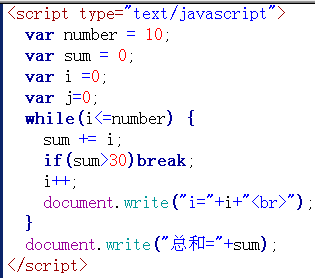 <script type="text/javascript">
var number = 10;
var sum = 0;
var i =0;
var j=0;
while(i<=number) {
sum += i;
if(sum>30)break;
i++;
document.write("i="+i+"<br>");
}
document.write("总和="+sum);
</script>